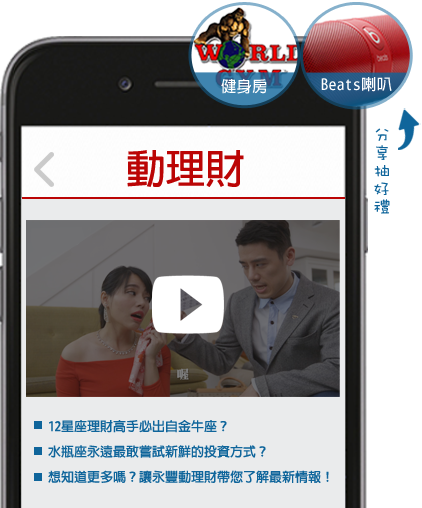 WORLD
GYM
健身房
Beats喇叭
分享抽好禮
動理財
喔
12星座理財高手必出自金牛座？
水瓶座永遠最敢嘗試新鮮的投資方式？
想知道更多嗎？讓永豐動理財帶您了解最新情報！